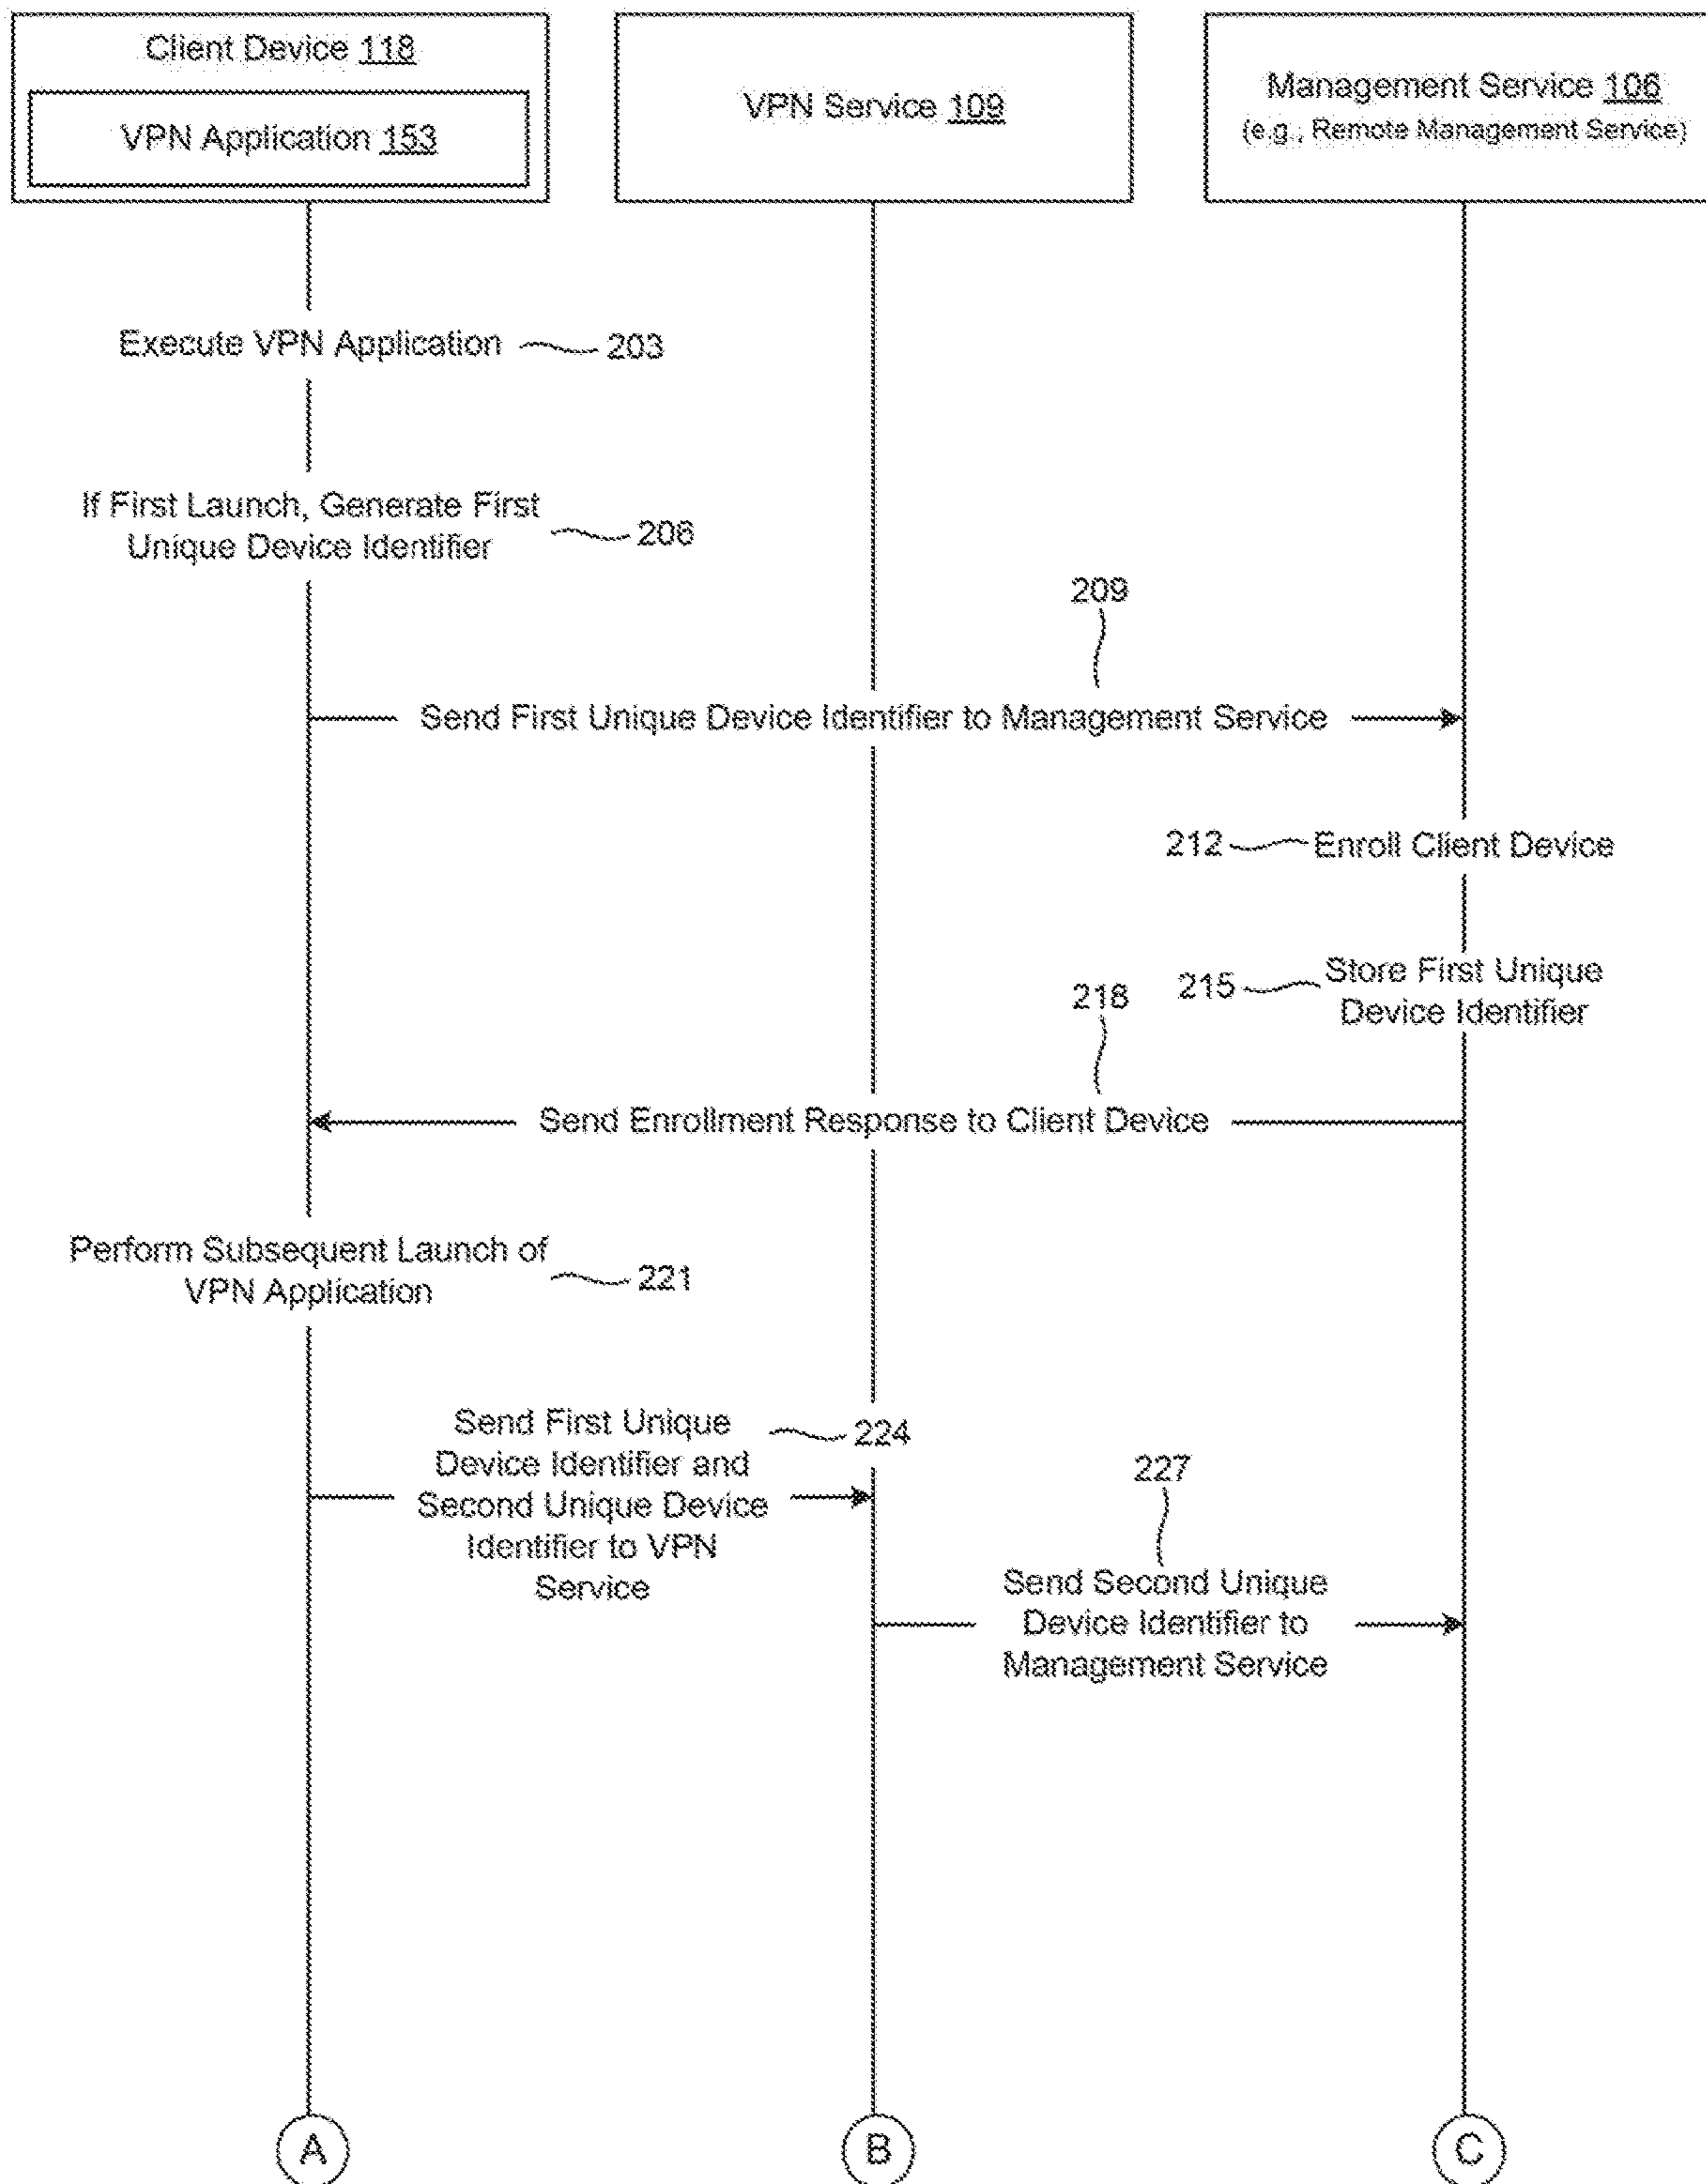 Client Device 118
VPN Application 153
VPN Service 109
Management Service 106
(e.g., Remote Management Service)
Execute VPN Application
203
If First Launch, Generate First
Unique Device Identifier
206
209
Send First Unique Device Identifier to Management Service
212
Enroll Client Device
215
Store First Unique
Device Identifier
218
Send Enrollment Response to Client Device
Perform Subsequent Launch of
VPN Application
221
Send First Unique
Device Identifier and
Second Unique Device
Identifier to VPN
Service
224
227
Send Second Unique
Device Identifier to
Management Service
A
B
C